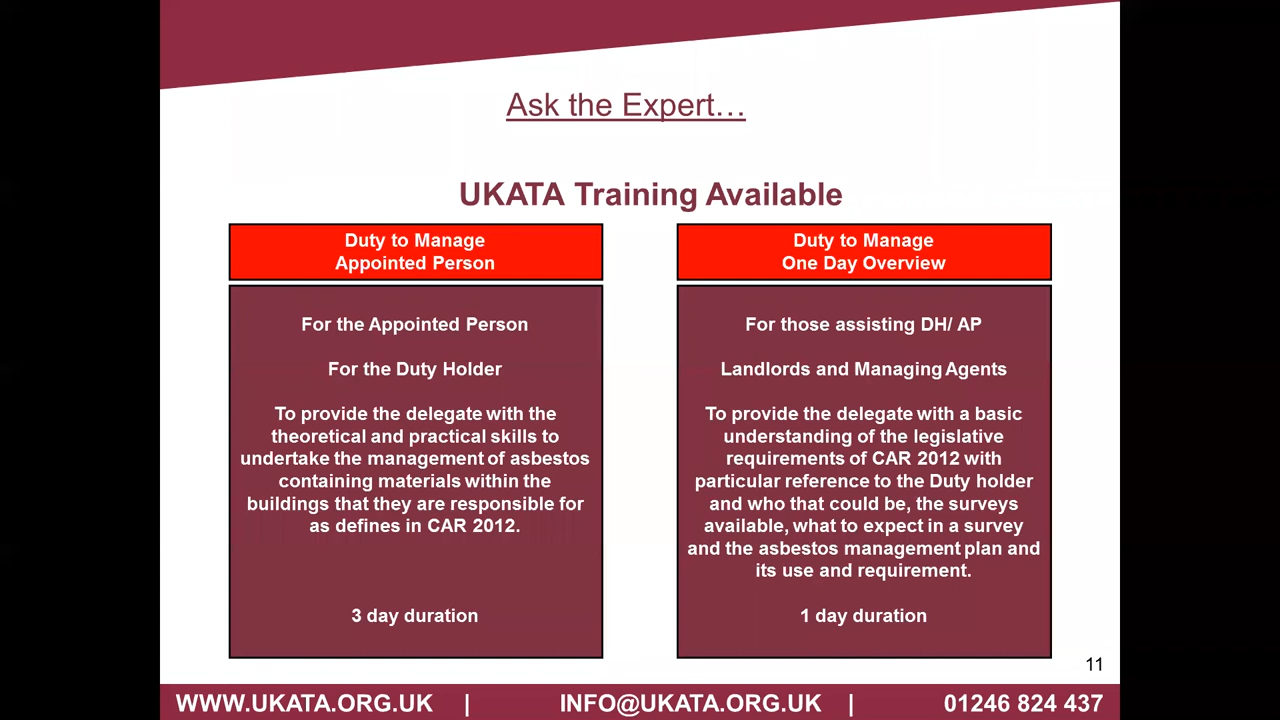 Ask the Expert…
UKATA Training Available
Duty to Manage
Appointed Person
For the Appointed Person
For the Duty Holder
To provide the delegate with the
theoretical and practical skills to
undertake the management of asbestos
containing materials within the
buildings that they are responsible for
as defines in CAR 2012.
3 day duration
Duty to Manage
One Day Overview
For those assisting DH/ AP
Landlords and Managing Agents
To provide the delegate with a basic
understanding of the legislative
requirements of CAR 2012 with
particular reference to the Duty holder
and who that could be, the surveys
available, what to expect in a survey
and the asbestos management plan and
its use and requirement.
1 day duration
11
WWW.UKATA.ORG.UK | INFO@UKATA.ORG.UK | 01246 824 437